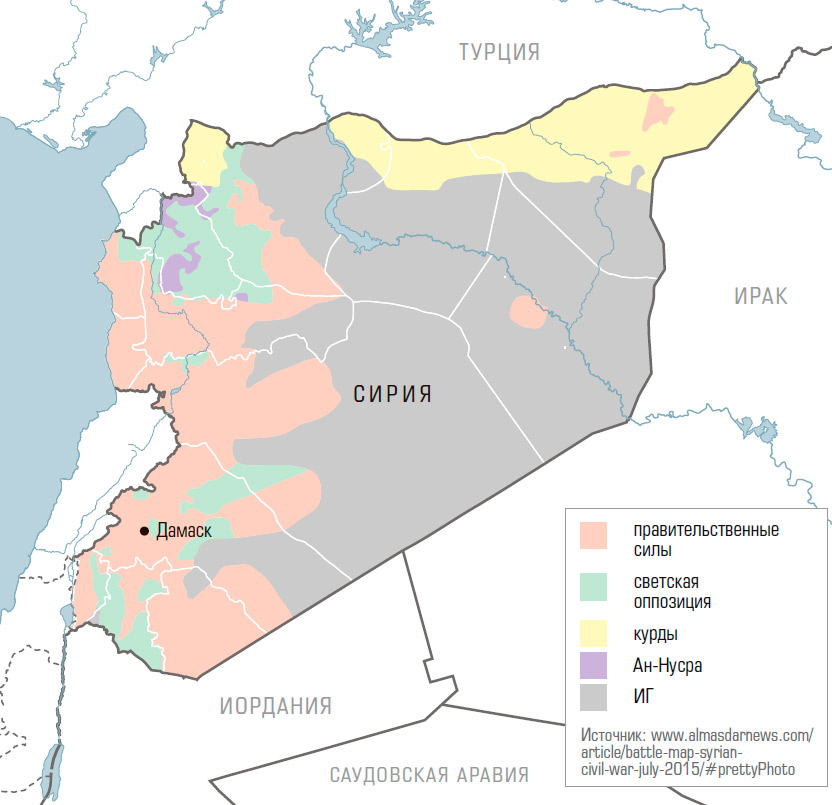 ТУРЦИЯ
ИРАК
СИРИЯ
Дамаск
ИОРДАНИЯ
САУДОВСКАЯ АРАВИЯ
правительственные
силы
светская
оппозиция
курды
Ан-Нусра
ИГ
Источник: www.almasdarnews.com/
article/battle-map-syrian-
civil-war-july-2015/#prettyPhoto